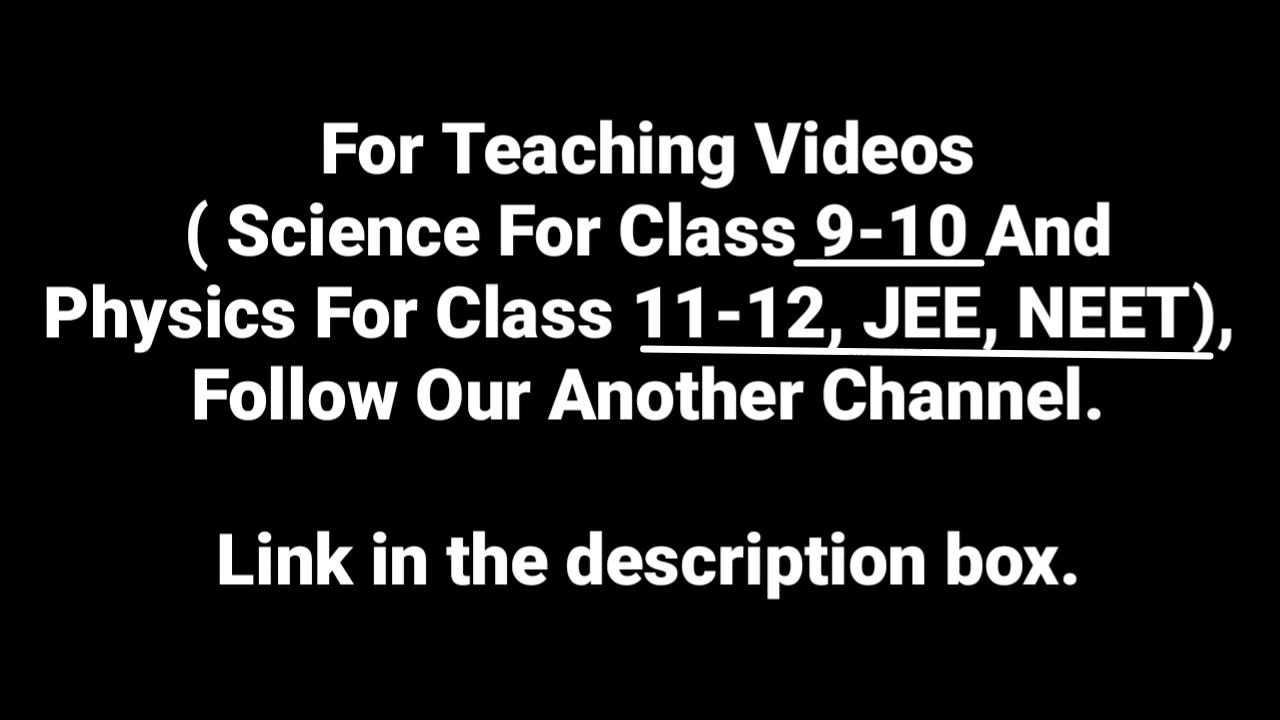 For Teaching Videos
( Science For Class 9-10 And
Physics For Class 11-12, JEE, NEET),
Follow Our Another Channel.
Link in the description box.